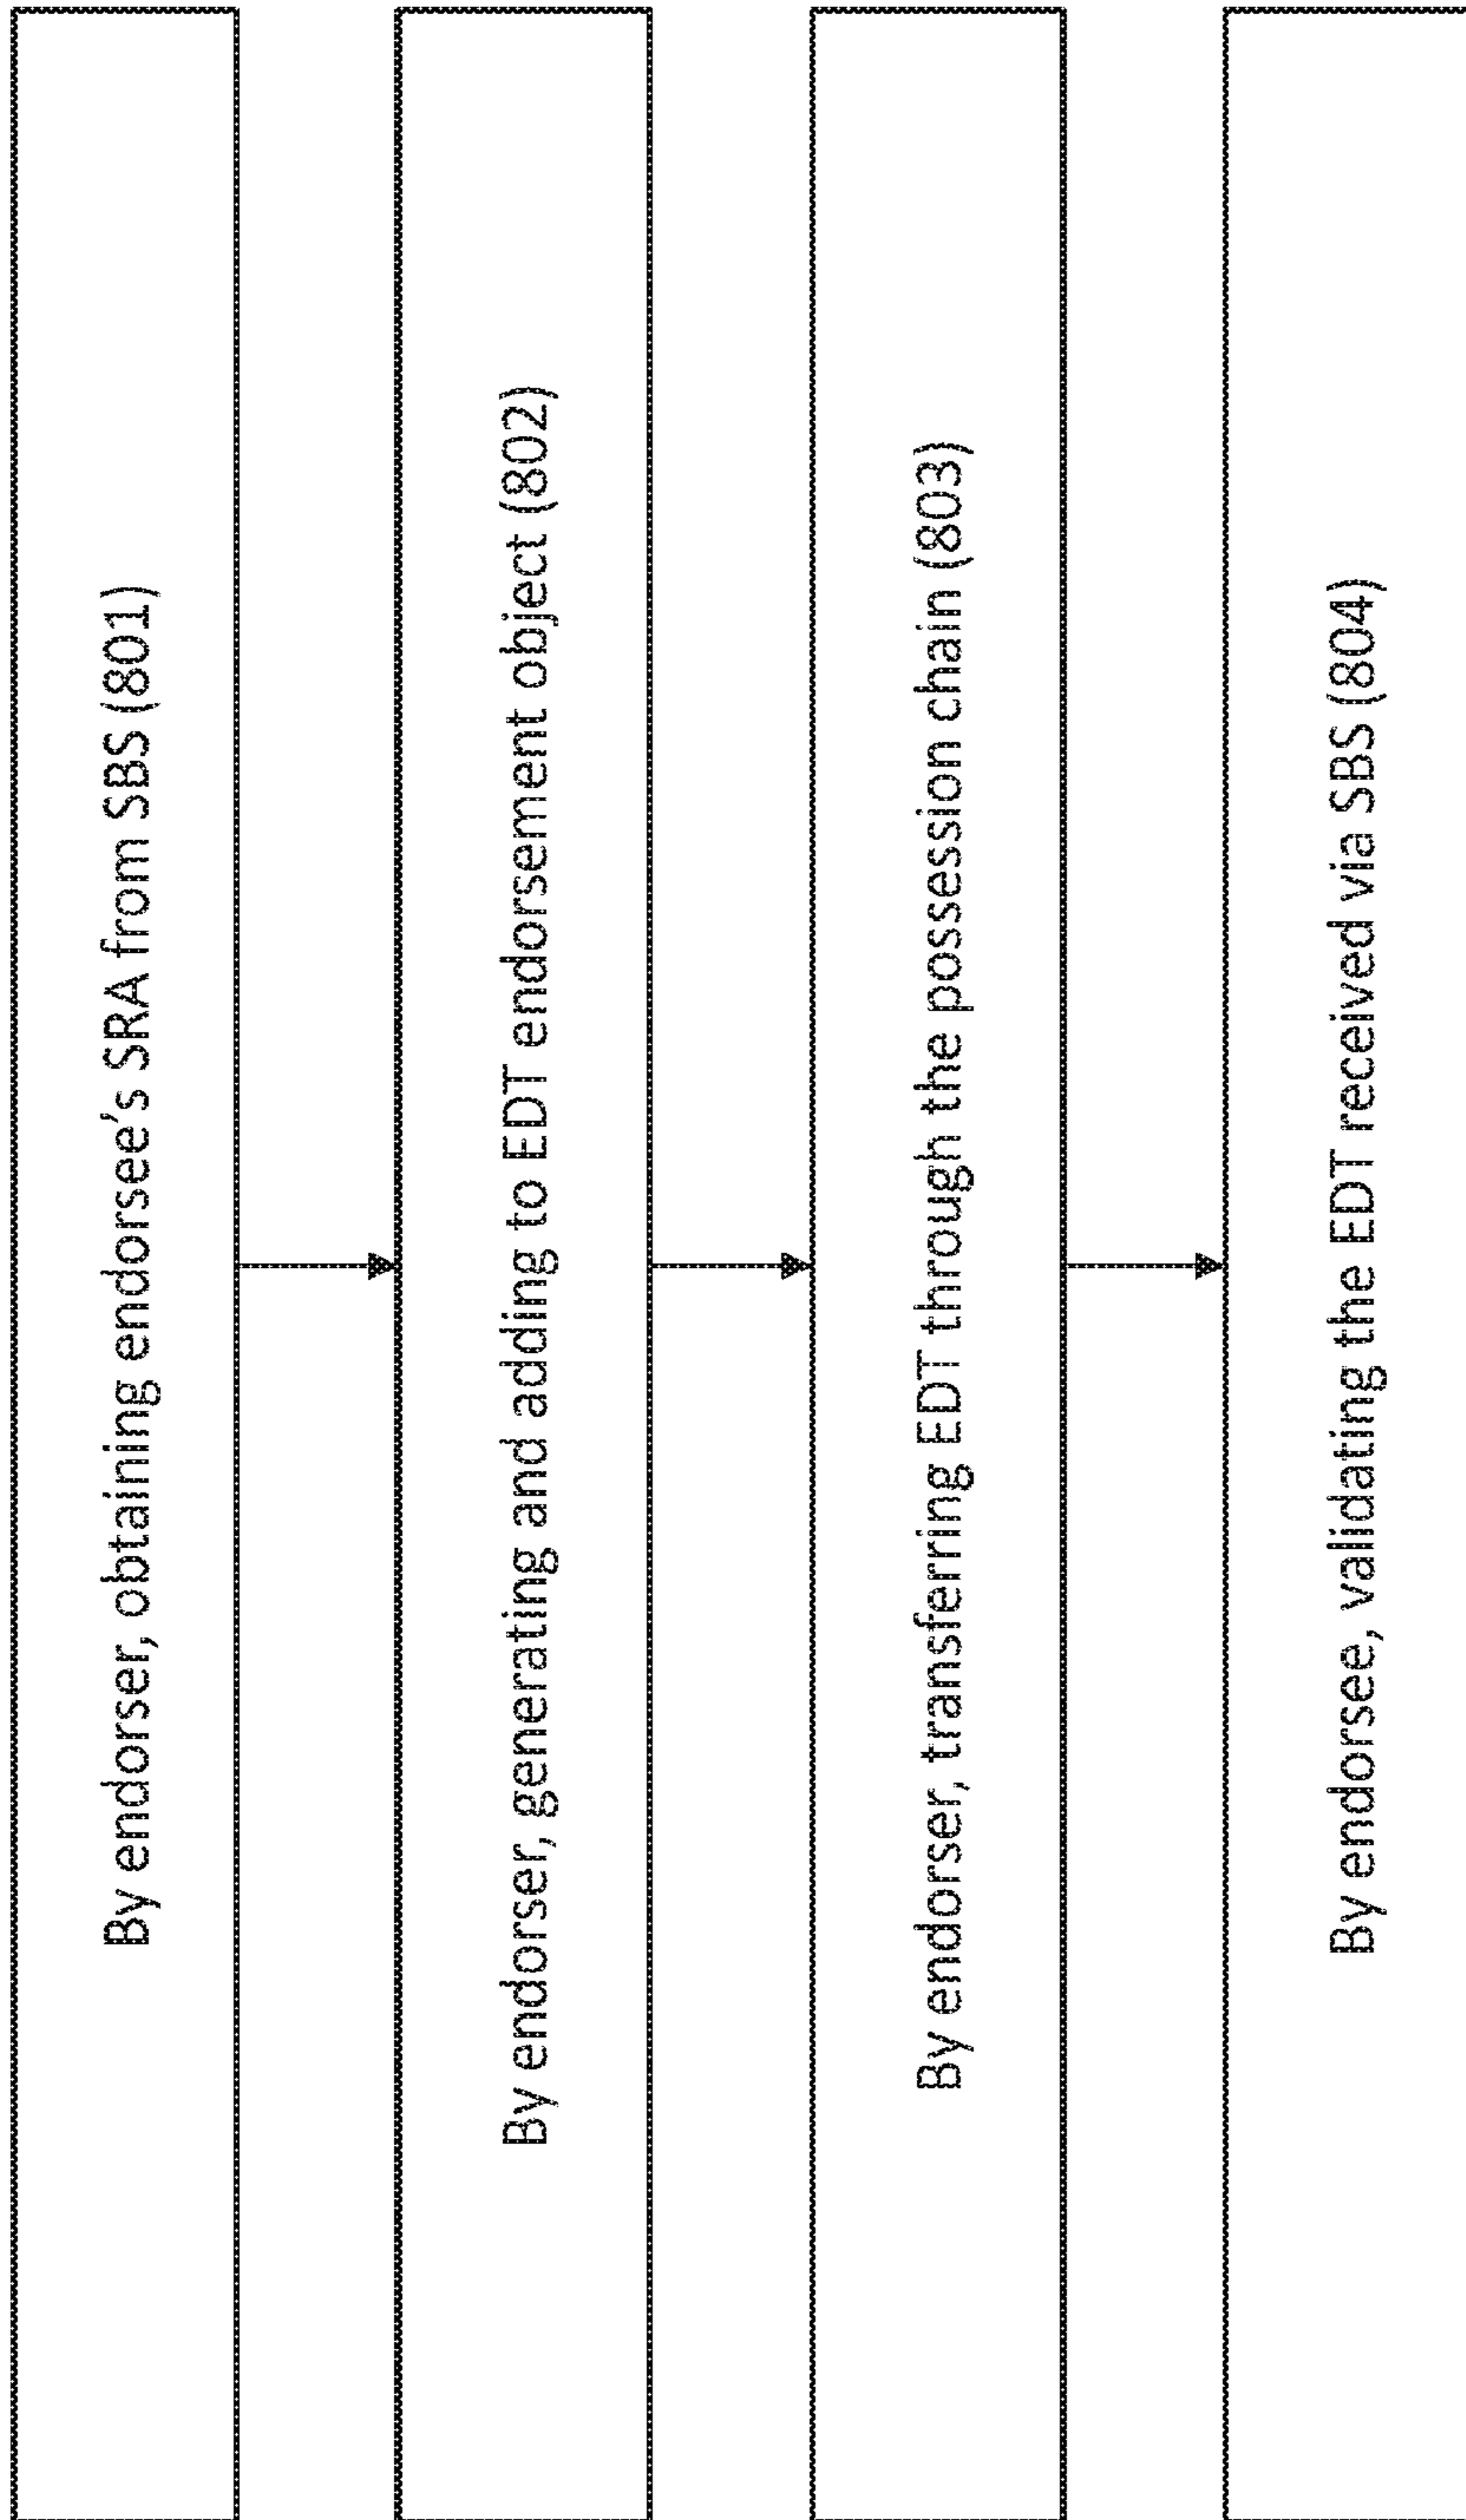 By endorser, obtaining endorsee's SRA from SBS (801)
By endorser, generating and adding to EDT endorsement object (802)
By endorser, transferring EDT through the possession chain (803)
By endorsee, validating the EDT received via SBS (804)